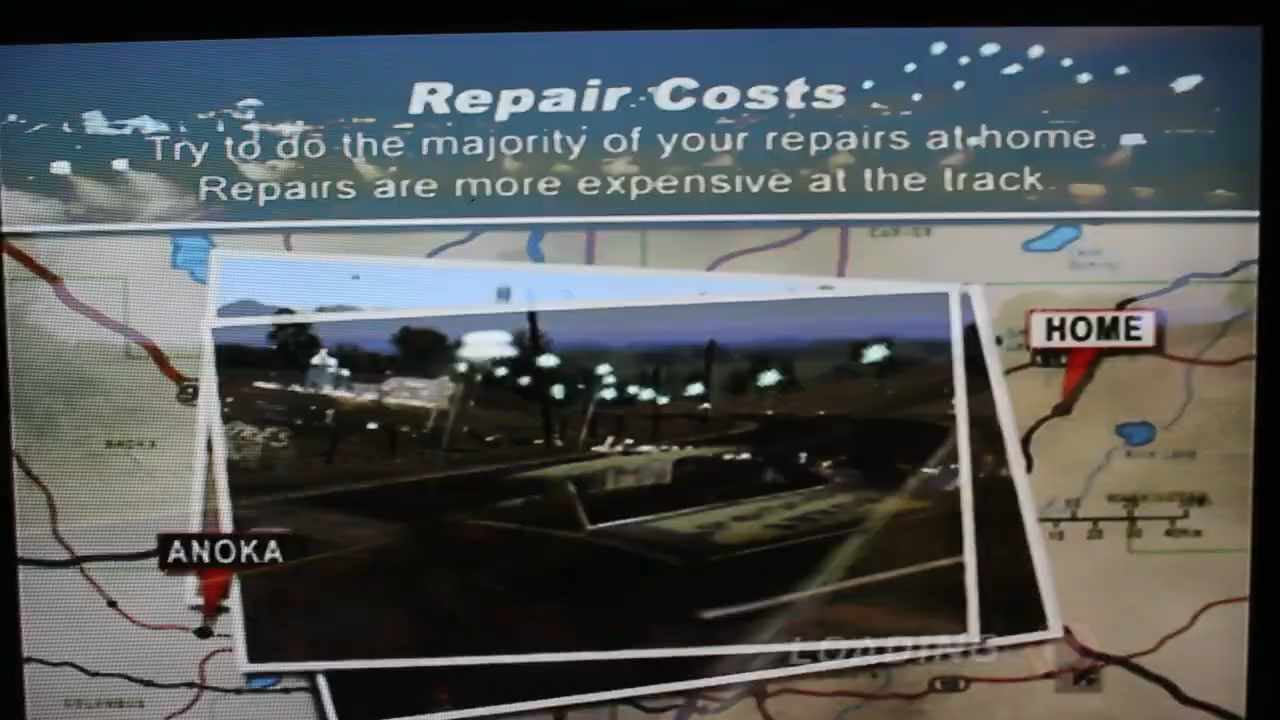 Repair Costs
Try to do the majority of your repairs at home.
Repairs are more expensive at the track.
HOME
ANOKA
LOADING